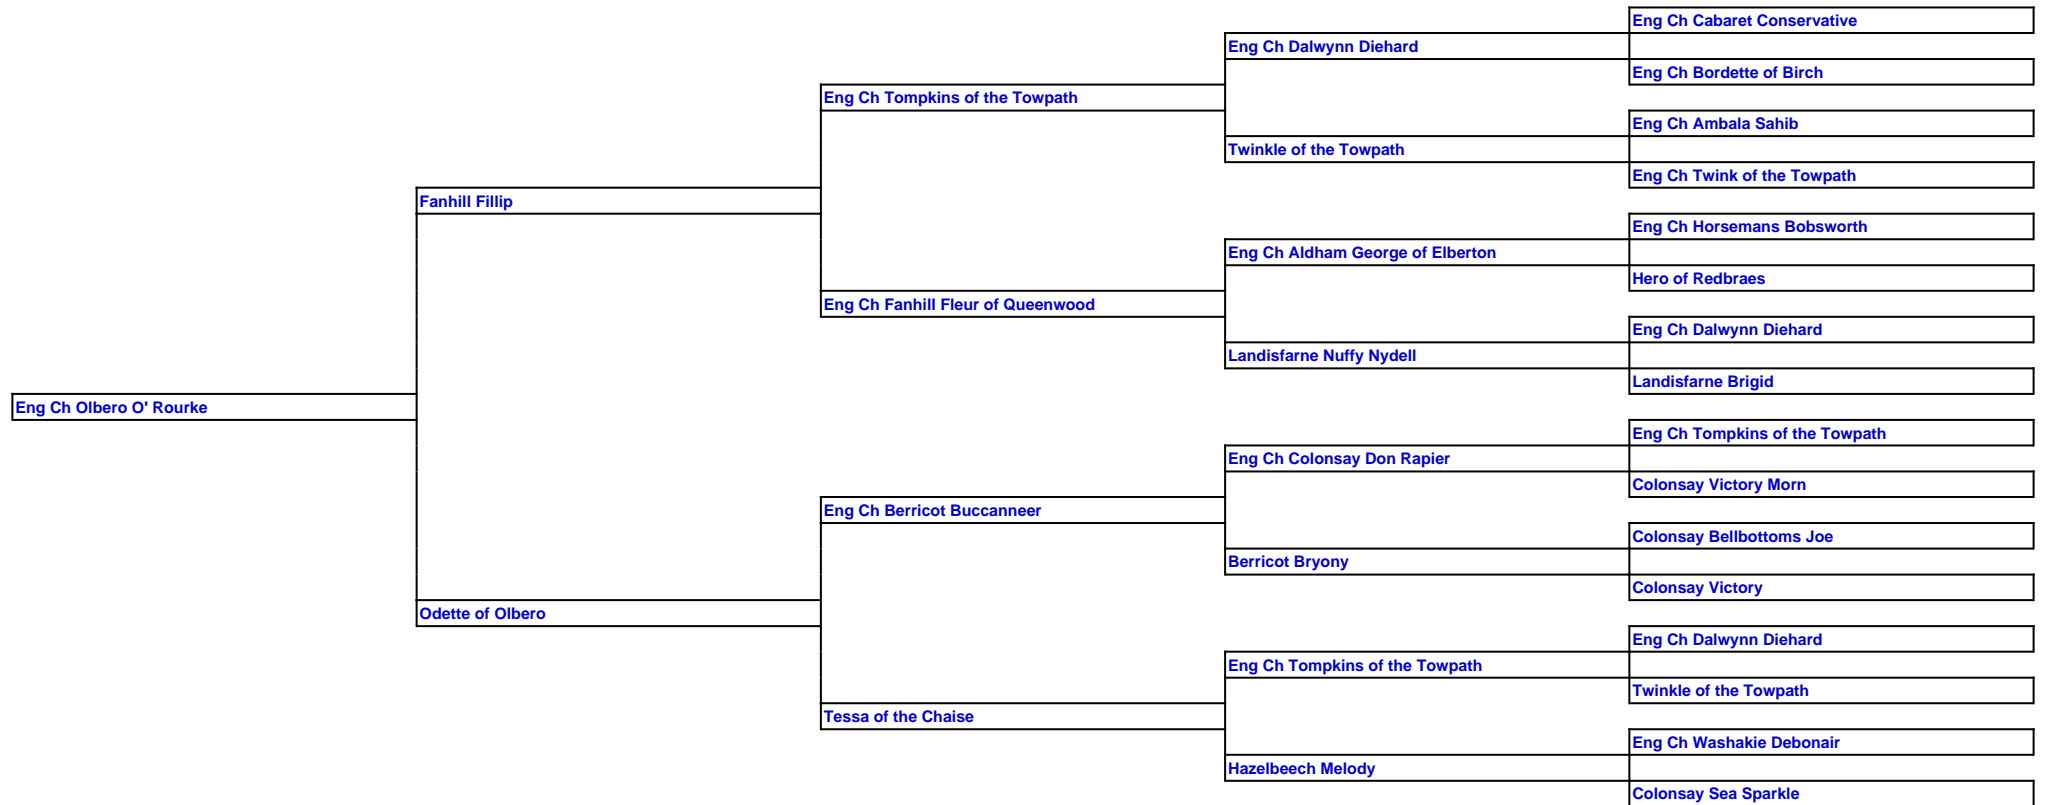 Eng Ch Cabaret Conservative
Eng Ch Dalwynn Diehard
Eng Ch Bordette of Birch
Eng Ch Tompkins of the Towpath
Eng Ch Ambala Sahib
Twinkle of the Towpath
Eng Ch Twink of the Towpath
Fanhill Fillip
Eng Ch Horsemans Bobsworth
Eng Ch Aldham George of Elberton
Hero of Redbraes
Eng Ch Fanhill Fleur of Queenwood
Eng Ch Dalwynn Diehard
Landisfarne Nuffy Nydell
Landisfarne Brigid
Eng Ch Olbero O' Rourke
Eng Ch Tompkins of the Towpath
Eng Ch Colonsay Don Rapier
Colonsay Victory Morn
Eng Ch Berricot Buccanneer
Colonsay Bellbottoms Joe
Berricot Bryony
Colonsay Victory
Odette of Olbero
Eng Ch Dalwynn Diehard
Eng Ch Tompkins of the Towpath
Twinkle of the Towpath
Tessa of the Chaise
Eng Ch Washakie Debonair
Hazelbeech Melody
Colonsay Sea Sparkle